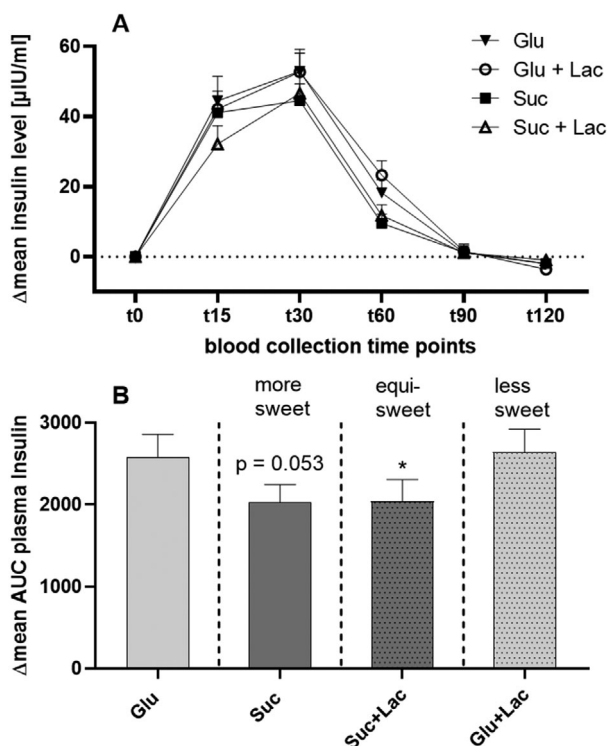 A
Δmean insulin level [μIU/ml]
60
40
20
0
Glu
Glu + Lac
Suc
Suc + Lac
t0 t15 t30 t60 t90 t120
blood collection time points
B
Δmean AUC plasma Insulin
3000
2000
1000
0
more
sweet
equi-
sweet
less
sweet
p = 0.053
*
Glu
Suc
Suc+Lac
Glu+Lac